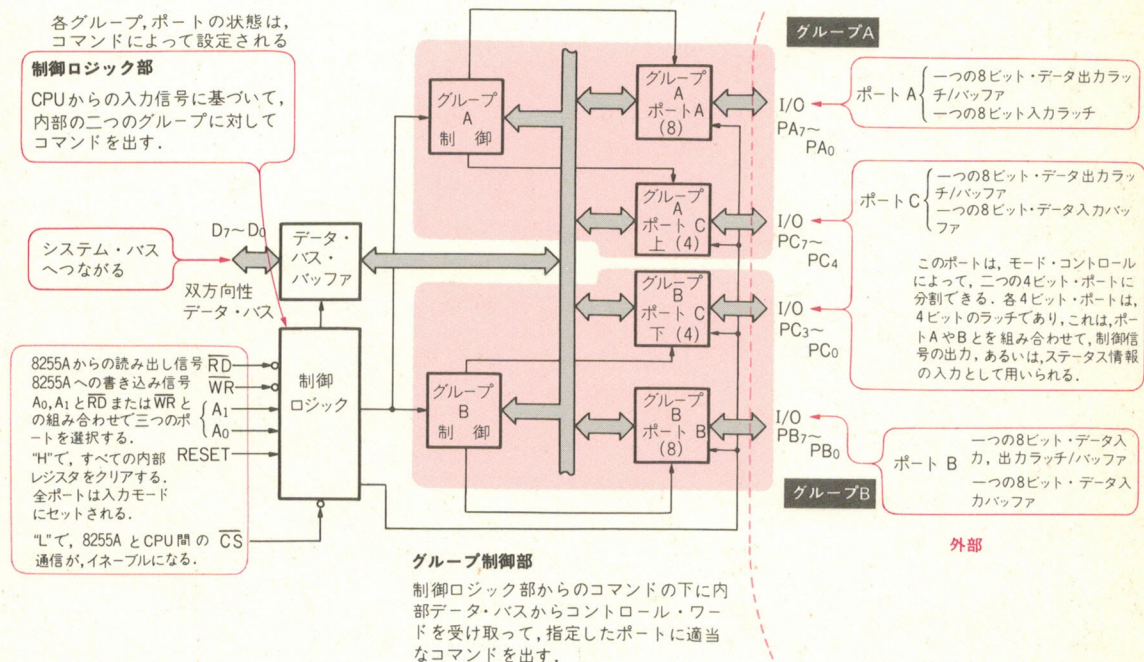 各グループ,ポートの状態は,
コマンドによって設定される
制御ロジック部
CPUからの入力信号に基づいて,
内部の二つのグループに対して
コマンドを出す.
システム・バス
へつながる
D7〜D0
双方向性
データ・バス
データ・
バス・
バッファ
8255Aからの読み出し信号 RD
8255Aへの書き込み信号 WR
A0, A1とRDまたはWRと
の組み合わせで三つのポ
ートを選択する.
A1
A0
"H"で,すべての内部
レジスタをクリアする.
全ポートは入力モード
にセットされる.
RESET
"L"で, 8255AとCPU間の
通信が,イネーブルになる.
CS
制御
ロジック
グループ
A
制 御
グループ
B
制 御
グループ
A
ポートA
(8)
グループ
A
ポート C
上 (4)
グループ
B
ポート C
下 (4)
グループ
B
ポート B
(8)
グループA
I/O
PA7〜
PA0
I/O
PC7〜
PC4
I/O
PC3〜
PC0
I/O
PB7〜
PB0
グループB
ポート A
一つの8ビット・データ出力ラッ
チ/バッファ
一つの8ビット入力ラッチ
ポート C
一つの8ビット・データ出力ラッ
チ/バッファ
一つの8ビット・データ入力バッ
ファ
このポートは,モード・コントロール
によって,二つの4ビット・ポートに
分割できる.各4ビット・ポートは,
4ビットのラッチであり,これは,ポー
トAやBとを組み合わせて,制御信
号の出力,あるいは,ステータス情報
の入力として用いられる.
ポート B
一つの8ビット・データ入
力,出力ラッチ/バッファ
一つの8ビット・データ入
力バッファ
外部
グループ制御部
制御ロジック部からのコマンドの下に内
部データ・バスからコントロール・ワー
ドを受け取って,指定したポートに適当
なコマンドを出す.